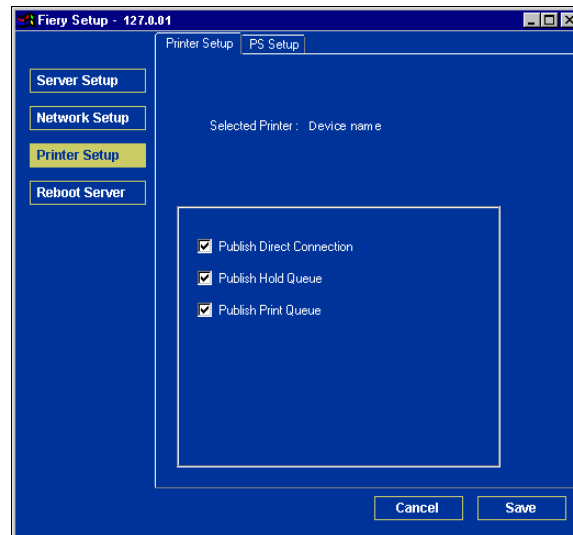 Fiery Setup - 127.0.01
Printer Setup
PS Setup
Server Setup
Network Setup
Printer Setup
Reboot Server
Selected Printer : Device name
Publish Direct Connection
Publish Hold Queue
Publish Print Queue
Cancel
Save